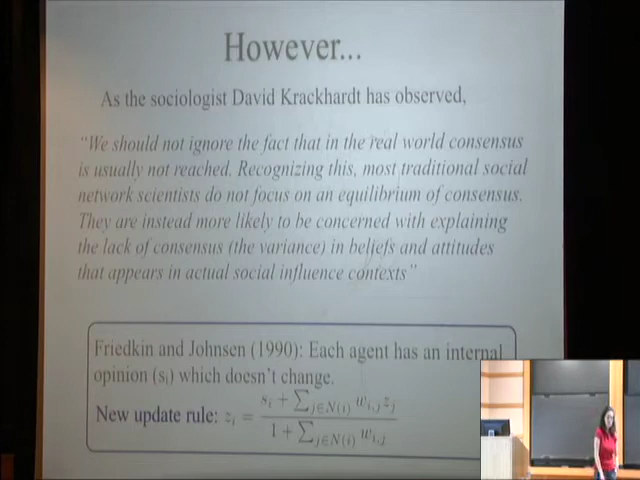 However...
As the sociologist David Krackhardt has observed,
"We should not ignore the fact that in the real world consensus
is usually not reached. Recognizing this, most traditional social
network scientists do not focus on an equilibrium of consensus.
They are instead more likely to be concerned with explaining
the lack of consensus (the variance) in beliefs and attitudes
that appears in actual social influence contexts"
Friedkin and Johnsen (1990): Each agent has an internal
opinion (sᵢ) which doesn't change.
New update rule: zᵢ = (sᵢ + ∑_{j∈N(i)} w_{i,j} z_j) / (1 + ∑_{j∈N(i)} w_{i,j})